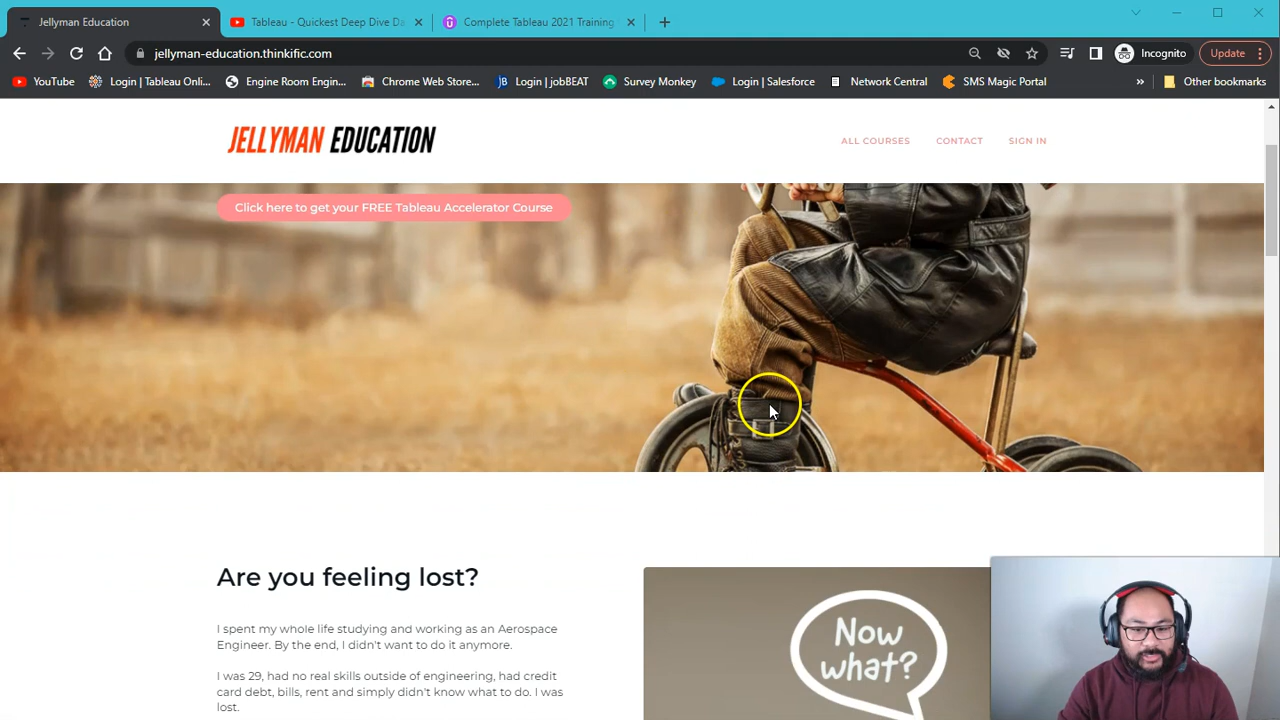 Jellyman Education
Tableau - Quickest Deep Dive Da
Complete Tableau 2021 Training
jellyman-education.thinkific.com
Incognito
Update
YouTube
Login | Tableau Onli...
Engine Room Engin...
Chrome Web Store...
Login | jobBEAT
Survey Monkey
Login | Salesforce
Network Central
SMS Magic Portal
»
Other bookmarks
JELLYMAN EDUCATION
ALL COURSES
CONTACT
SIGN IN
Click here to get your FREE Tableau Accelerator Course
Are you feeling lost?
I spent my whole life studying and working as an Aerospace
Engineer. By the end, I didn't want to do it anymore.
I was 29, had no real skills outside of engineering, had credit
card debt, bills, rent and simply didn't know what to do. I was
lost.
Now
what?